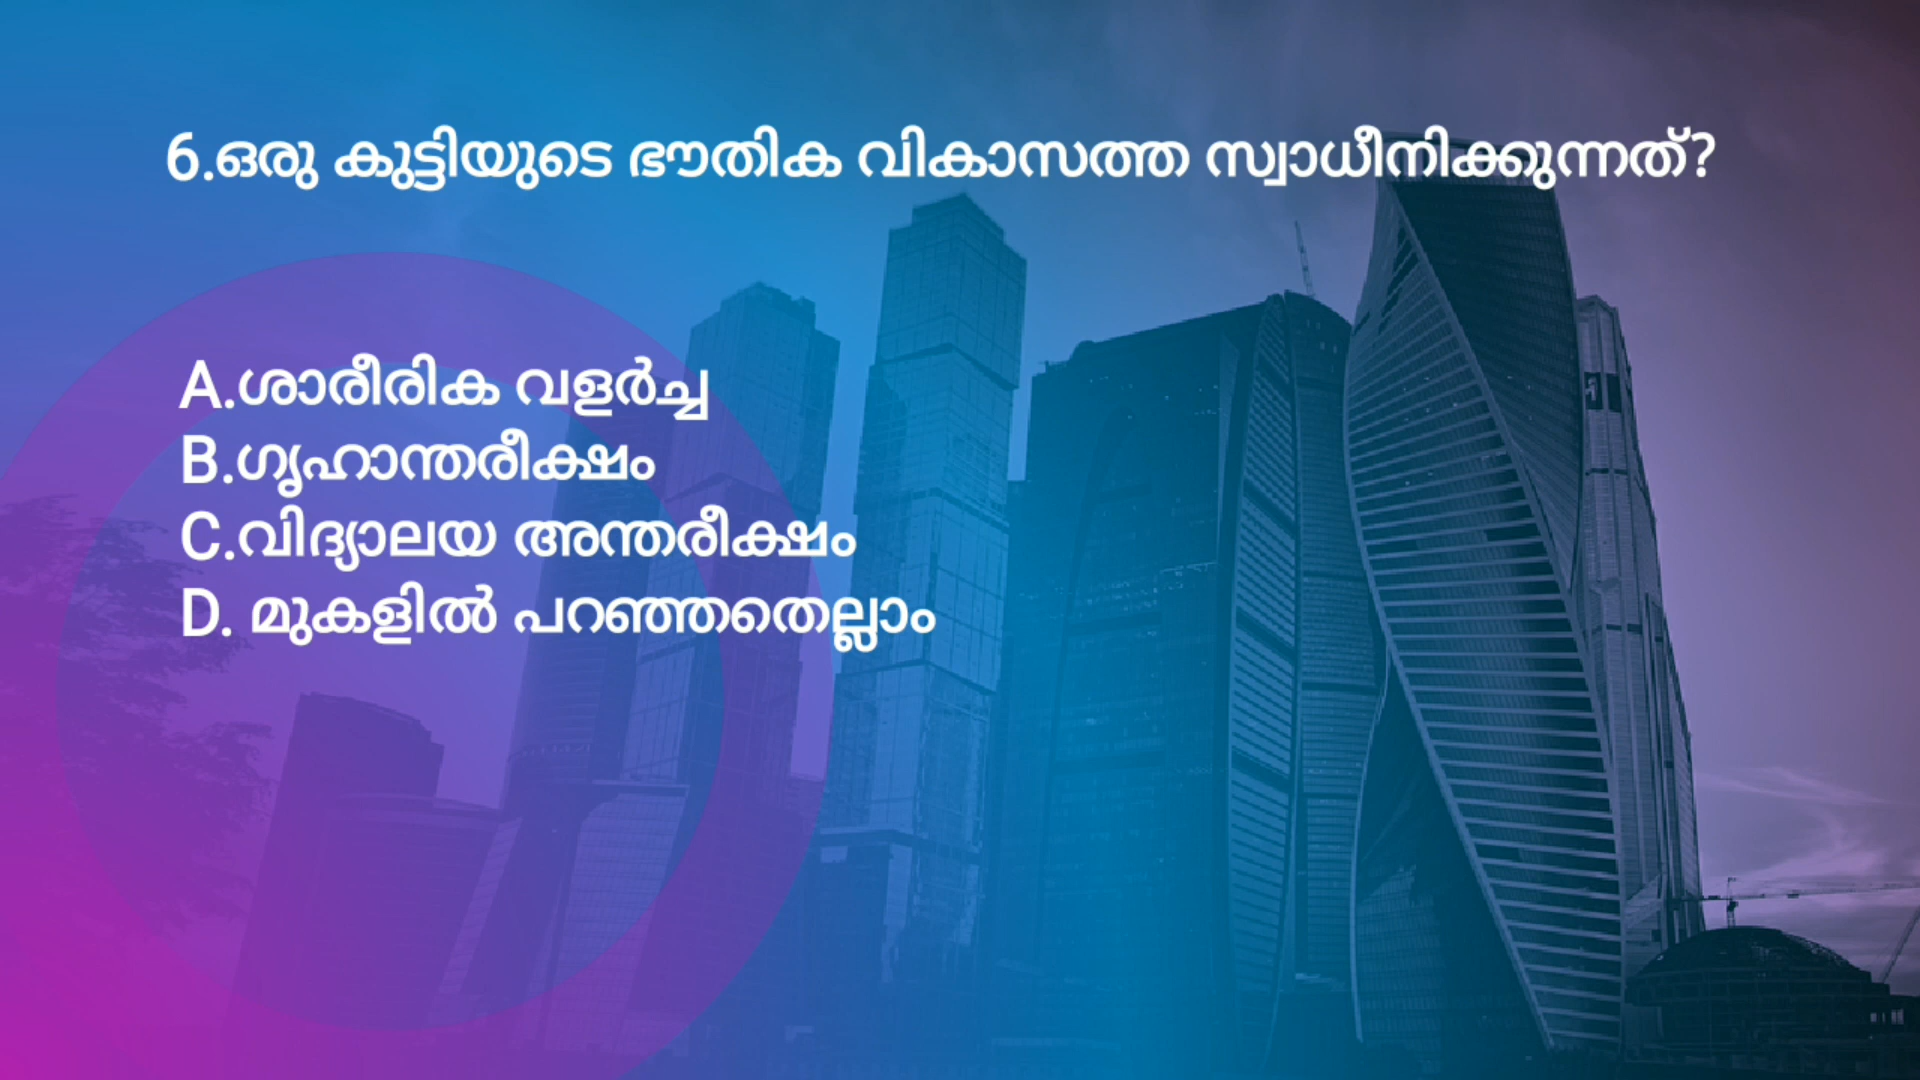 6.ഒരു കുട്ടിയുടെ ഭൗതിക വികാസത്ത സ്വാധീനിക്കുന്നത്?
A.ശാരീരിക വളർച്ച
B.ഗൃഹാന്തരീക്ഷം
C.വിദ്യാലയ അന്തരീക്ഷം
D. മുകളിൽ പറഞ്ഞതെല്ലാം